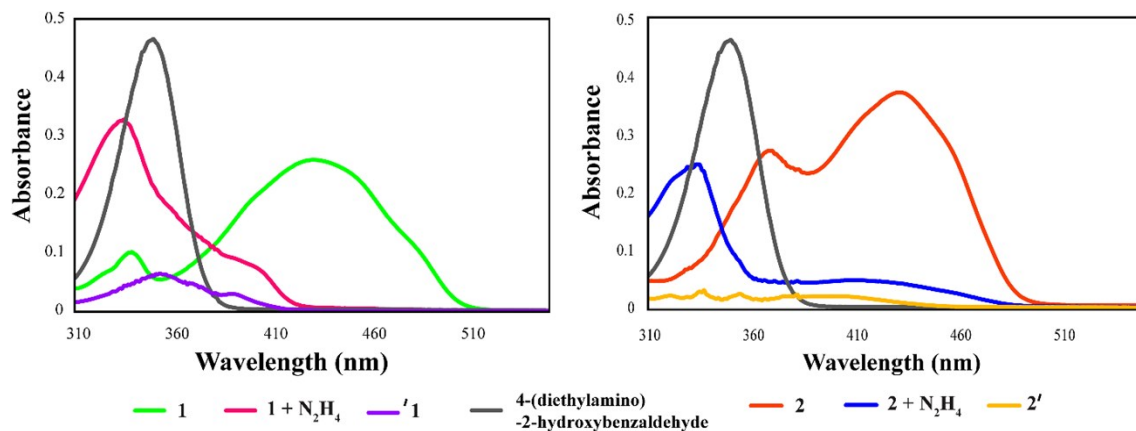 0.5
0.4
0.3
0.2
0.1
0
Absorbance
310 360 410 460 510
Wavelength (nm)
0.5
0.4
0.3
0.2
0.1
0
Absorbance
310 360 410 460 510
Wavelength (nm)
1
1 + N₂H₄
'1
4-(diethylamino)
-2-hydroxybenzaldehyde
2
2 + N₂H₄
2'